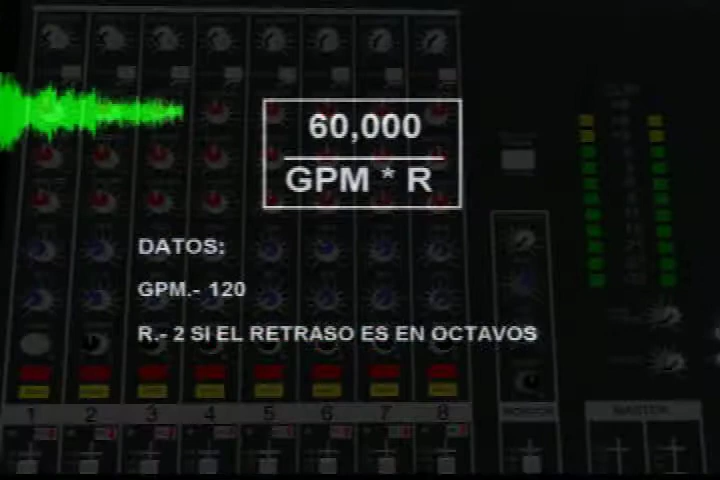 60,000
GPM * R
DATOS:
GPM.- 120
R.- 2 SI EL RETRASO ES EN OCTAVOS
1 2 3 4 5 6 7 8
MASTER